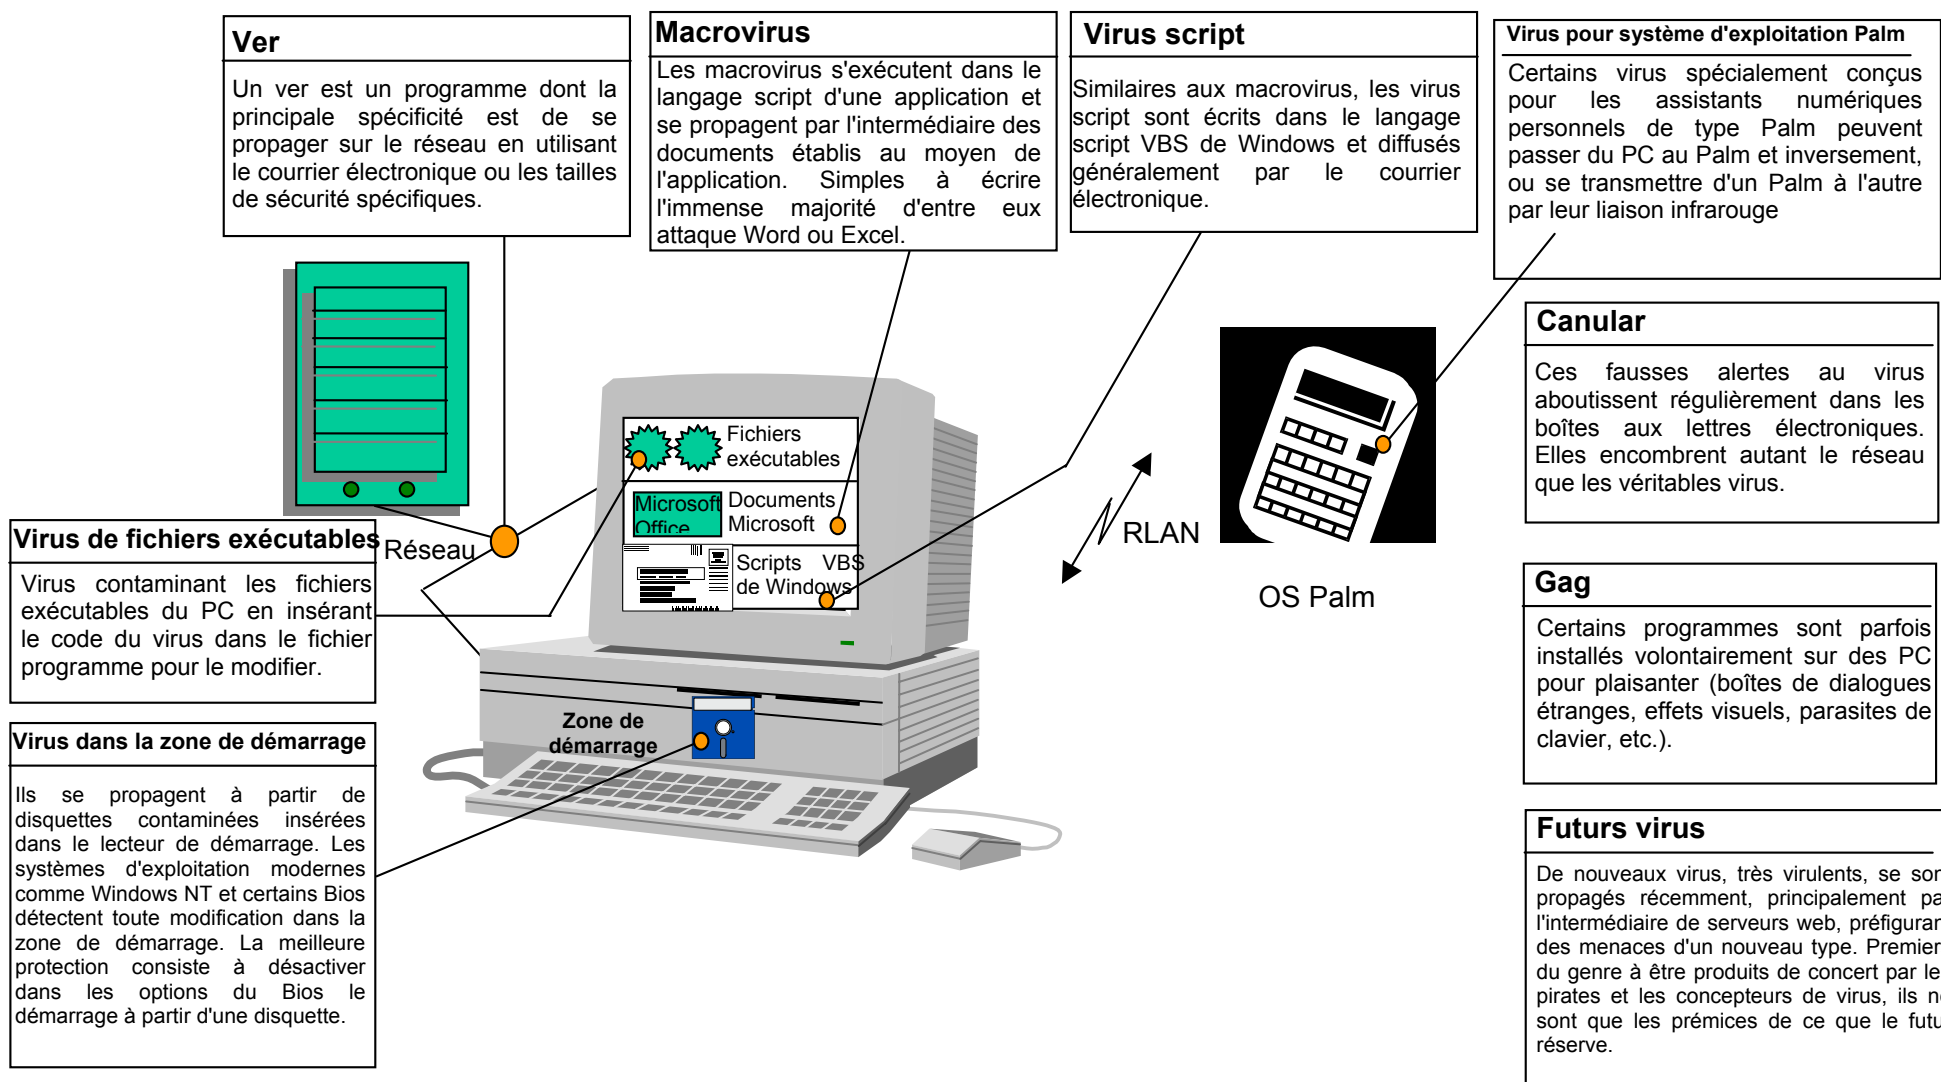 Ver
Un ver est un programme dont la
principale spécificité est de se
propager sur le réseau en utilisant
le courrier électronique ou les tailles
de sécurité spécifiques.
Macrovirus
Les macrovirus s'exécutent dans le
langage script d'une application et
se propagent par l'intermédiaire des
documents établis au moyen de
l'application. Simples à écrire
l'immense majorité d'entre eux
attaque Word ou Excel.
Virus script
Similaires aux macrovirus, les virus
script sont écrits dans le langage
script VBS de Windows et diffusés
généralement par le courrier
électronique.
Virus pour système d'exploitation Palm
Certains virus spécialement conçus
pour les assistants numériques
personnels de type Palm peuvent
passer du PC au Palm et inversement,
ou se transmettre d'un Palm à l'autre
par leur liaison infrarouge
Canular
Ces fausses alertes au virus
aboutissent régulièrement dans les
boîtes aux lettres électroniques.
Elles encombrent autant le réseau
que les véritables virus.
Fichiers
exécutables
Microsoft
Office
Documents
Microsoft
Scripts VBS
de Windows
RLAN
OS Palm
Réseau
Virus de fichiers exécutables
Virus contaminant les fichiers
exécutables du PC en insérant
le code du virus dans le fichier
programme pour le modifier.
Gag
Certains programmes sont parfois
installés volontairement sur des PC
pour plaisanter (boîtes de dialogues
étranges, effets visuels, parasites de
clavier, etc.).
Zone de
démarrage
Virus dans la zone de démarrage
Ils se propagent à partir de
disquettes contaminées insérées
dans le lecteur de démarrage. Les
systèmes d'exploitation modernes
comme Windows NT et certains Bios
détectent toute modification dans la
zone de démarrage. La meilleure
protection consiste à désactiver
dans les options du Bios le
démarrage à partir d'une disquette.
Futurs virus
De nouveaux virus, très virulents, se son
propagés récemment, principalement pa
l'intermédiaire de serveurs web, préfiguran
des menaces d'un nouveau type. Premier
du genre à être produits de concert par le
pirates et les concepteurs de virus, ils n
sont que les prémices de ce que le futu
réserve.